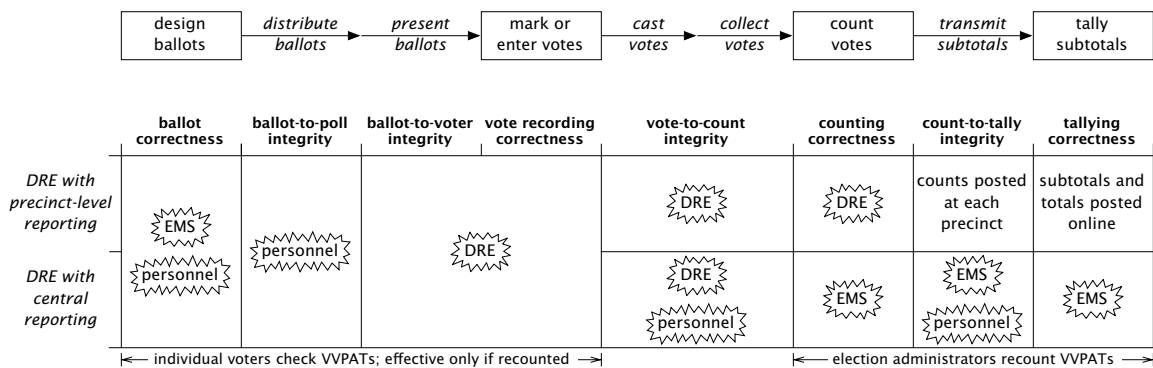 design
ballots
distribute
ballots
present
ballots
mark or
enter votes
cast
votes
collect
votes
count
votes
transmit
subtotals
tally
subtotals
ballot
correctness
ballot-to-poll
integrity
ballot-to-voter
integrity
vote recording
correctness
vote-to-count
integrity
counting
correctness
count-to-tally
integrity
tallying correctness
DRE with
precinct-level
reporting
EMS
personnel
personnel
DRE
DRE
DRE
counts posted
at each
precinct
subtotals and
totals posted
online
DRE with
central
reporting
DRE
personnel
EMS
EMS
personnel
EMS
individual voters check VVPATs; effective only if recounted
election administrators recount VVPATs